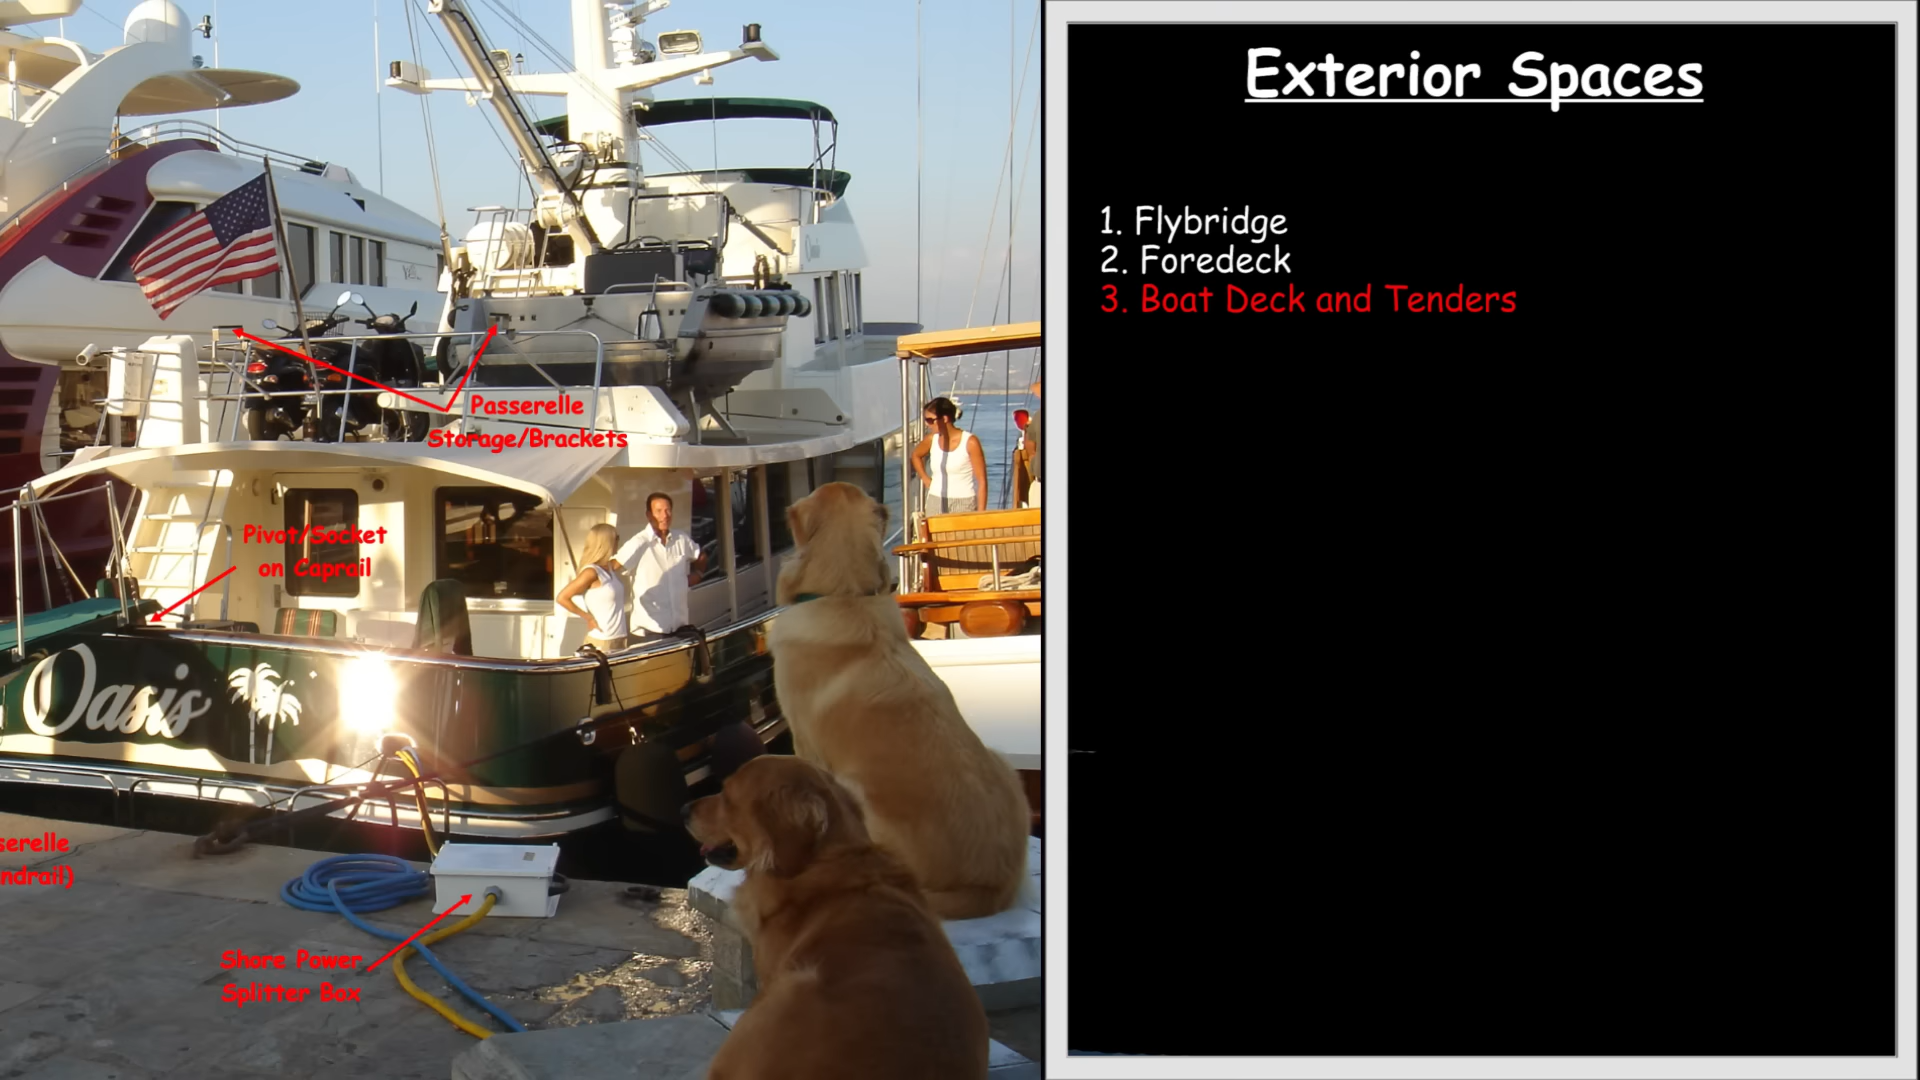 Passerelle
Storage/Brackets
Pivot/Socket
on Caprail
Oasis
serelle
ndrail)
Shore Power
Splitter Box
Exterior Spaces
1. Flybridge
2. Foredeck
3. Boat Deck and Tenders